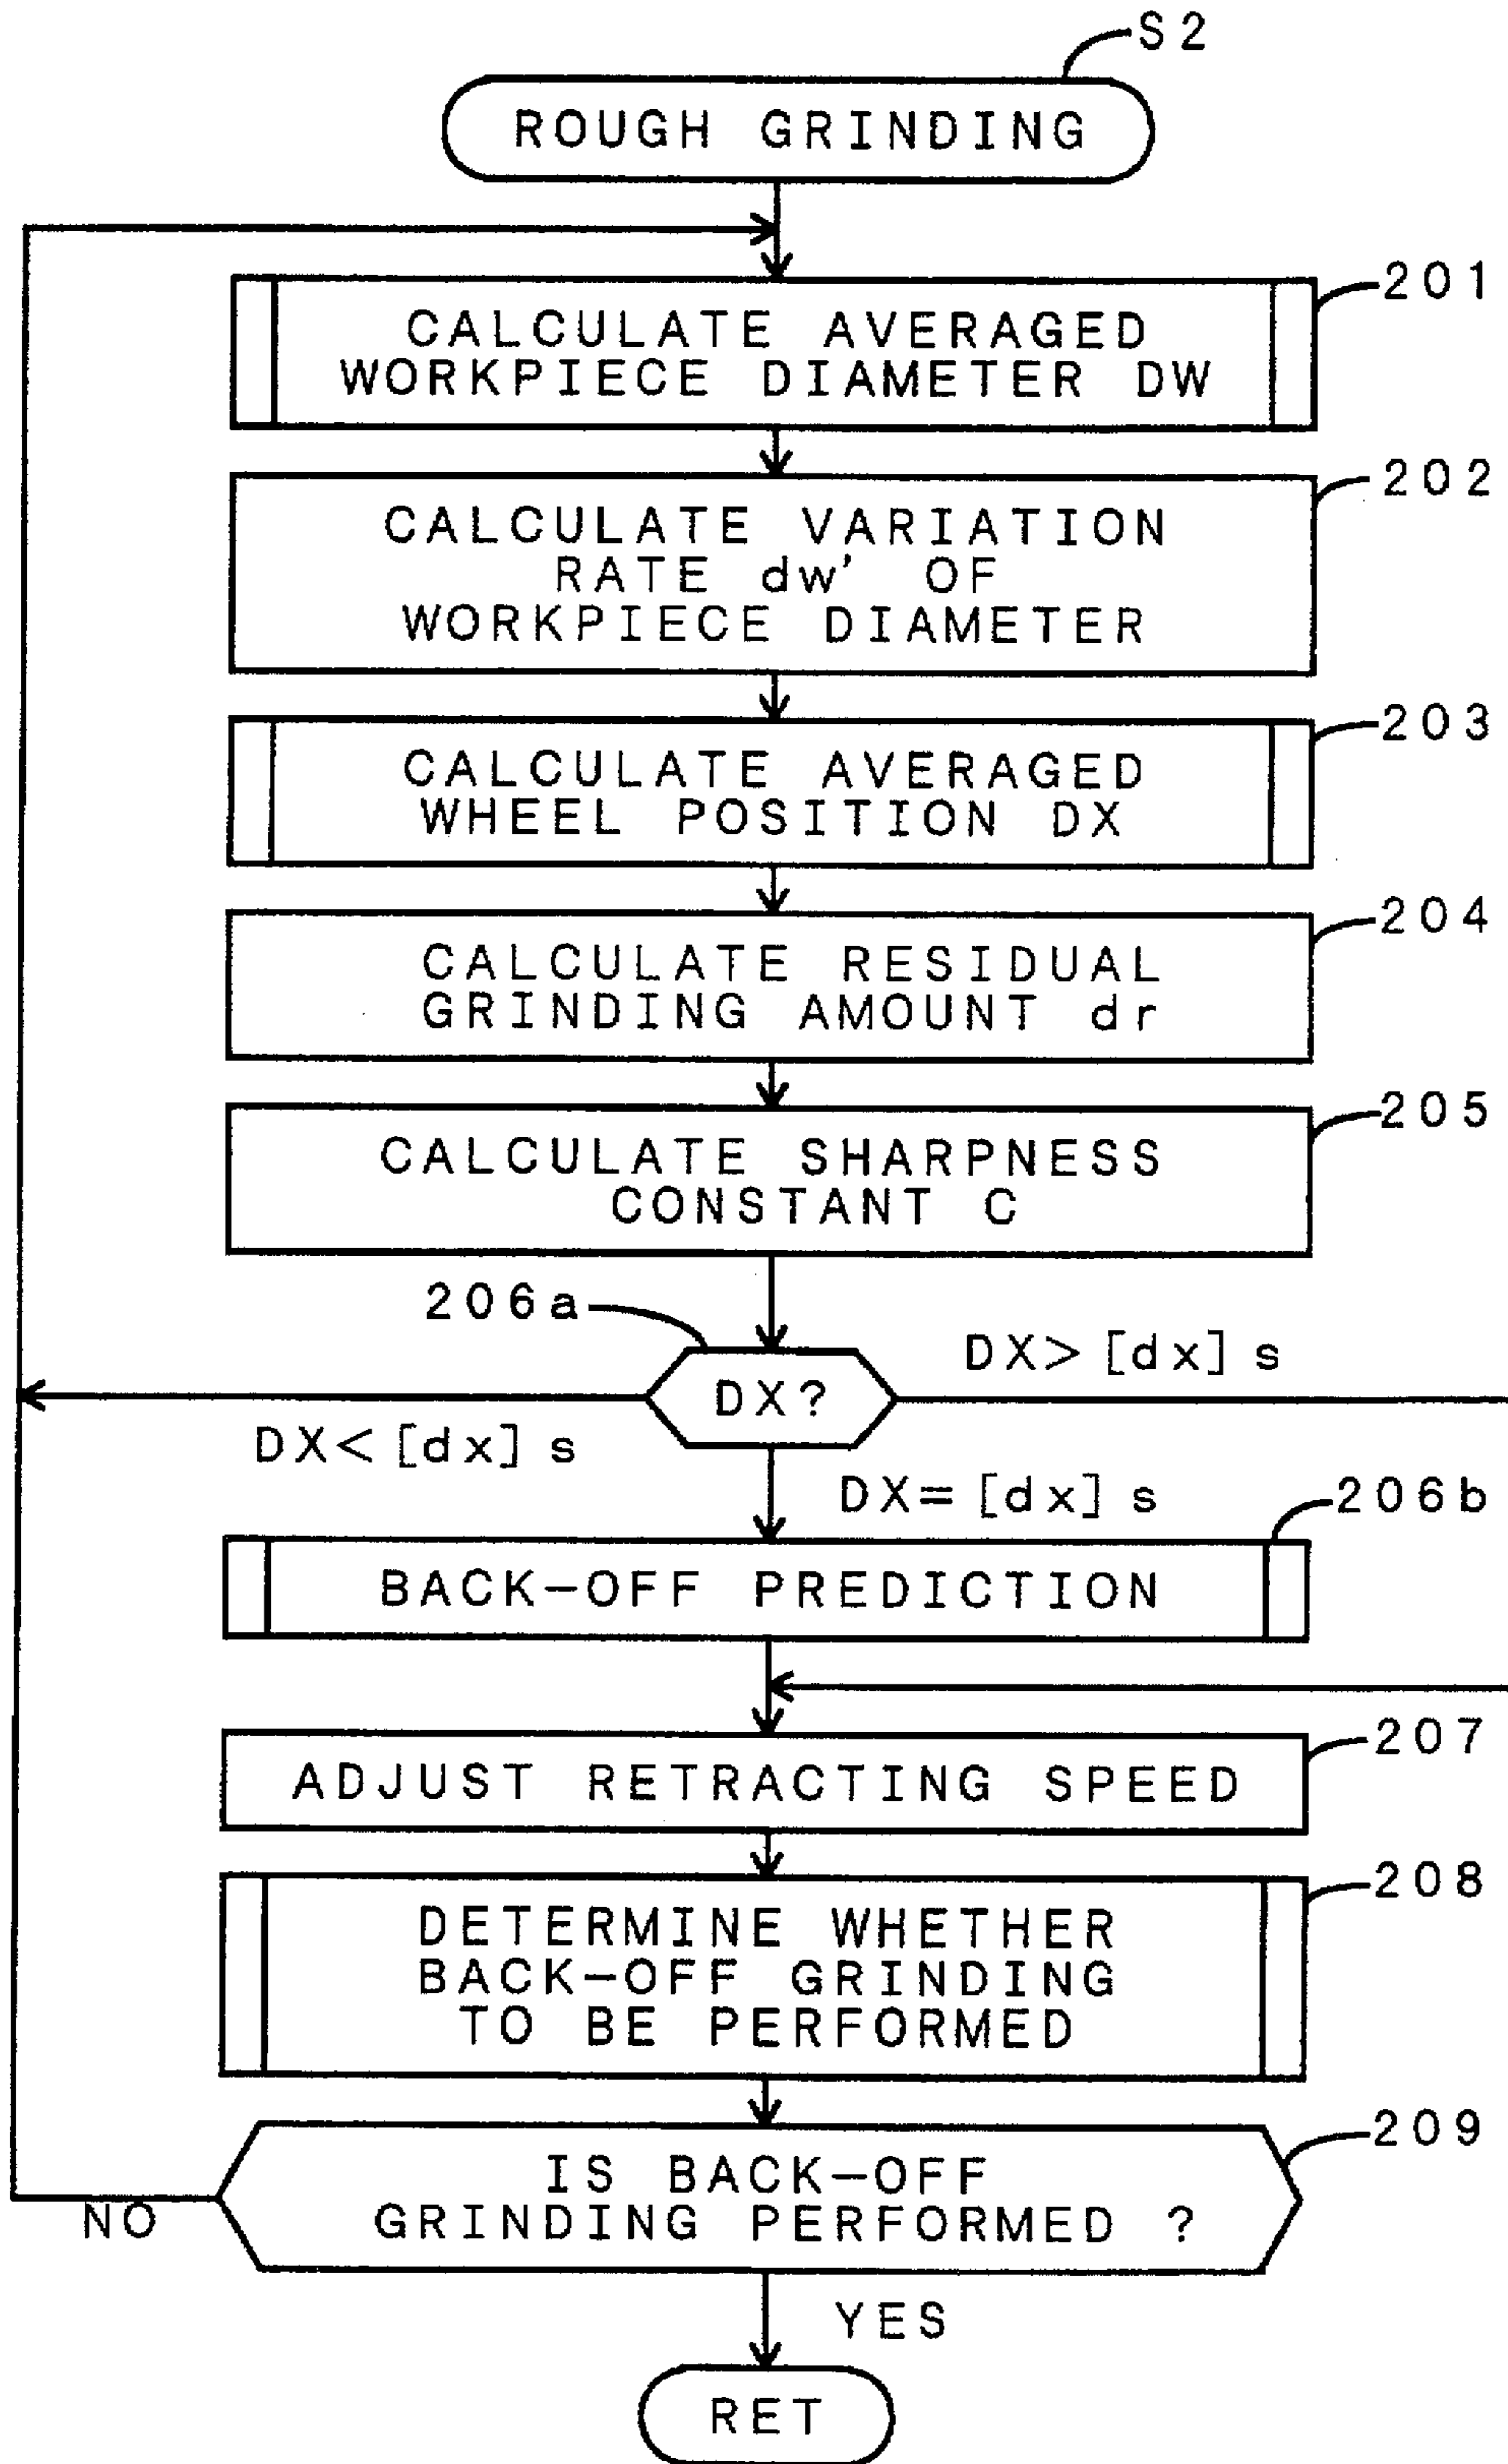 S2
ROUGH GRINDING
201
CALCULATE AVERAGED
WORKPIECE DIAMETER DW
202
CALCULATE VARIATION
RATE dw' OF
WORKPIECE DIAMETER
203
CALCULATE AVERAGED
WHEEL POSITION DX
204
CALCULATE RESIDUAL
GRINDING AMOUNT dr
205
CALCULATE SHARPNESS
CONSTANT C
206a
DX?
DX> [dx] s
DX< [dx] s
DX= [dx] s
206b
BACK-OFF PREDICTION
207
ADJUST RETRACTING SPEED
208
DETERMINE WHETHER
BACK-OFF GRINDING
TO BE PERFORMED
209
IS BACK-OFF
GRINDING PERFORMED ?
NO
YES
RET